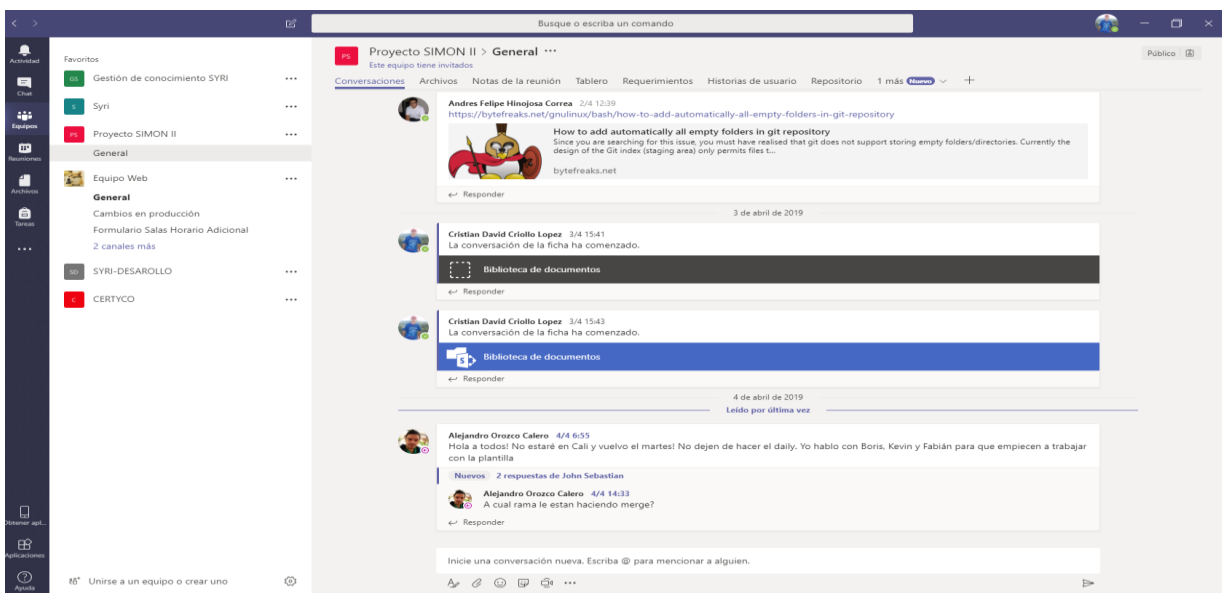 Busque o escriba un comando
Actividad
Chat
Equipos
Reuniones
Archivos
Tareas
Obtener apl...
Aplicaciones
Ayuda
Favoritos
GS Gestión de conocimiento SYRI
S Syri
PS Proyecto SIMON II
General
Equipo Web
General
Cambios en producción
Formulario Salas Horario Adicional
2 canales más
SD SYRI-DESAROLLO
C CERTYCO
Unirse a un equipo o crear uno
PS Proyecto SIMON II > General ...
Este equipo tiene invitados
Público
Conversaciones Archivos Notas de la reunión Tablero Requerimientos Historias de usuario Repositorio 1 más Nuevo +
Andres Felipe Hinojosa Correa 2/4 12:39
https://bytefreaks.net/gnulinux/bash/how-to-add-automatically-all-empty-folders-in-git-repository
How to add automatically all empty folders in git repository
Since you are searching for this issue, you must have realised that git does not support storing empty folders/directories. Currently the
design of the Git index (staging area) only permits files t...
bytefreaks.net
Responder
3 de abril de 2019
Cristian David Criollo Lopez 3/4 15:41
La conversación de la ficha ha comenzado.
Biblioteca de documentos
Responder
Cristian David Criollo Lopez 3/4 15:43
La conversación de la ficha ha comenzado.
S Biblioteca de documentos
Responder
4 de abril de 2019
Leído por última vez
Alejandro Orozco Calero 4/4 6:55
Hola a todos! No estaré en Cali y vuelvo el martes! No dejen de hacer el daily. Yo hablo con Boris, Kevin y Fabián para que empiecen a trabajar
con la plantilla
Nuevos 2 respuestas de John Sebastian
Alejandro Orozco Calero 4/4 14:33
A cual rama le estan haciendo merge?
Responder
Inicie una conversación nueva. Escriba @ para mencionar a alguien.